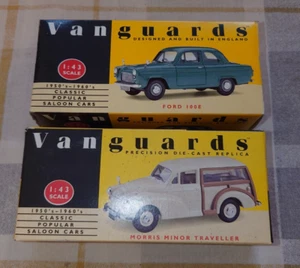 Vanguards
DESIGNED AND BUILT IN ENGLAND
1:43
SCALE
1950's-1960's
CLASSIC
POPULAR
SALOON CARS
FORD 100E
Vanguards
PRECISION DIE-CAST REPLICA
1:43
SCALE
1950's-1960's
CLASSIC
POPULAR
SALOON CARS
MORRIS MINOR TRAVELLER